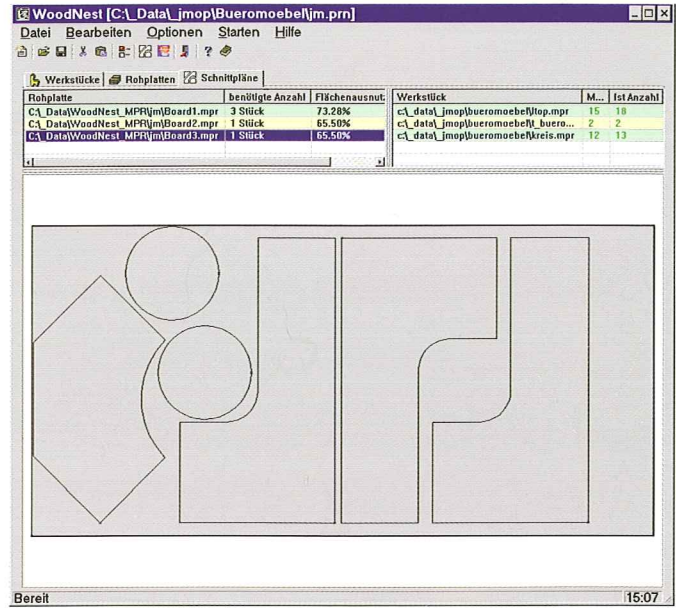 WoodNest [C:\_Data\_jmop\Bueromoebel\jm.prn]
Datei Bearbeiten Optionen Starten Hilfe
Werkstücke Rohplatten Schnittpläne
Rohplatte benötigte Anzahl Flächenausnut:
C:\_Data\WoodNest_MPR\jm\Board1.mpr 3 Stück 73.28%
C:\_Data\WoodNest_MPR\jm\Board2.mpr 1 Stück 65.50%
C:\_Data\WoodNest_MPR\jm\Board3.mpr 1 Stück 65.50%
Werkstück M... Ist Anzahl
c:\_data\_jmop\bueromoebel\ltop.mpr 15 18
c:\_data\_jmop\bueromoebel\t_buero... 2 2
c:\_data\_jmop\bueromoebel\kreis.mpr 12 13
Bereit 15:07